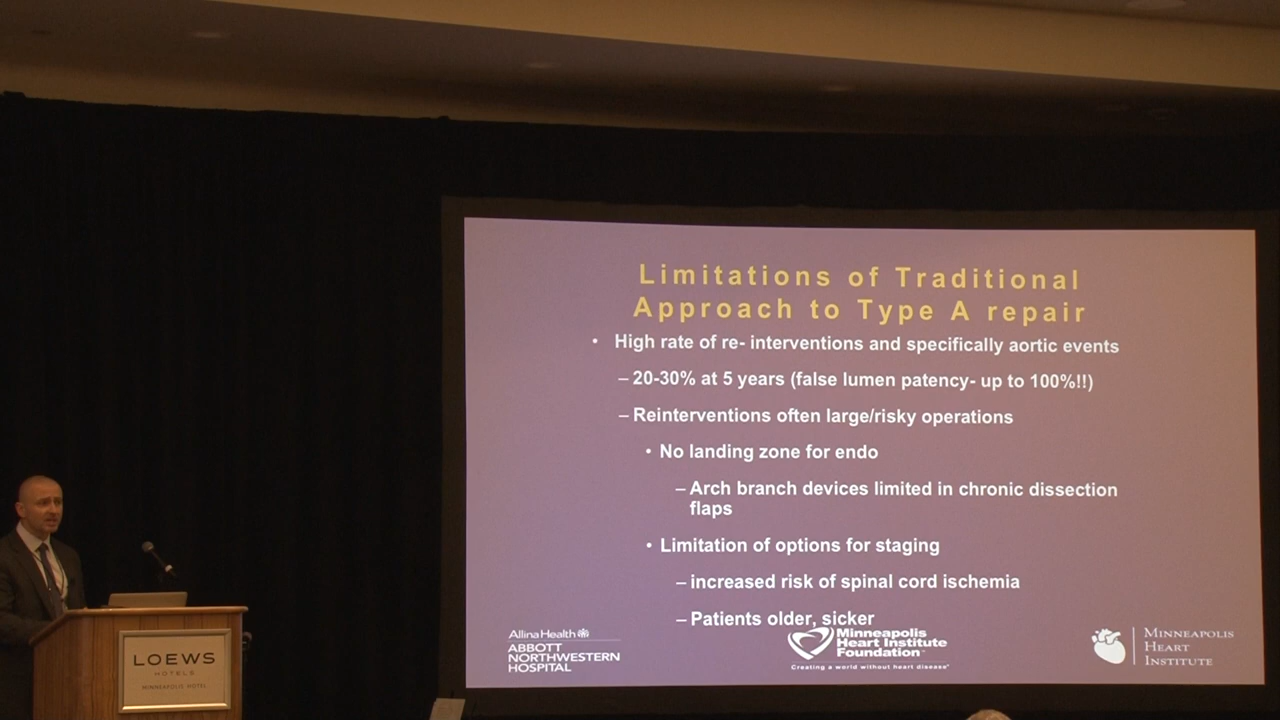 Limitations of Traditional
Approach to Type A repair
• High rate of re- interventions and specifically aortic events
– 20-30% at 5 years (false lumen patency- up to 100%!!)
– Reinterventions often large/risky operations
• No landing zone for endo
– Arch branch devices limited in chronic dissection
flaps
• Limitation of options for staging
– increased risk of spinal cord ischemia
– Patients older, sicker
Allina Health
ABBOTT
NORTHWESTERN
HOSPITAL
Minneapolis
Heart Institute
Foundation
Creating a world without heart disease
MINNEAPOLIS
HEART
INSTITUTE
LOEWS
HOTELS
MINNEAPOLIS HOTEL